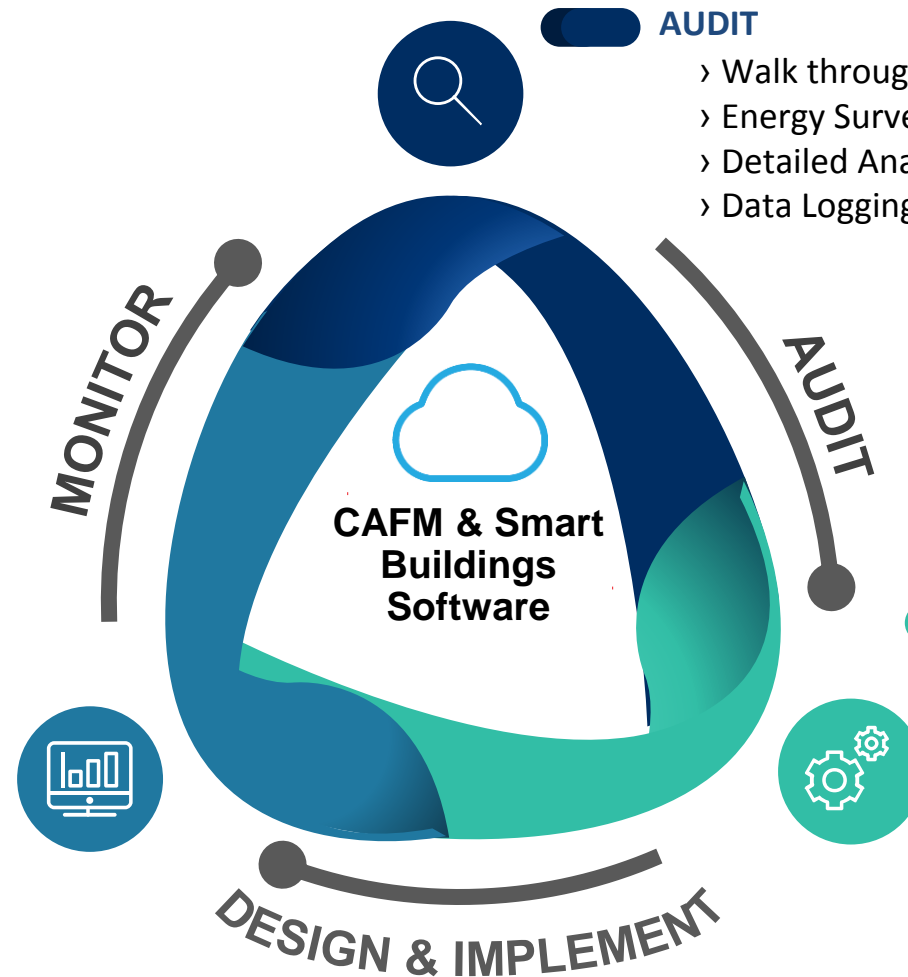 AUDIT
› Walk throug
› Energy Surve
› Detailed Ana
› Data Logging
MONITOR
AUDIT
CAFM & Smart
Buildings
Software
DESIGN & IMPLEMENT